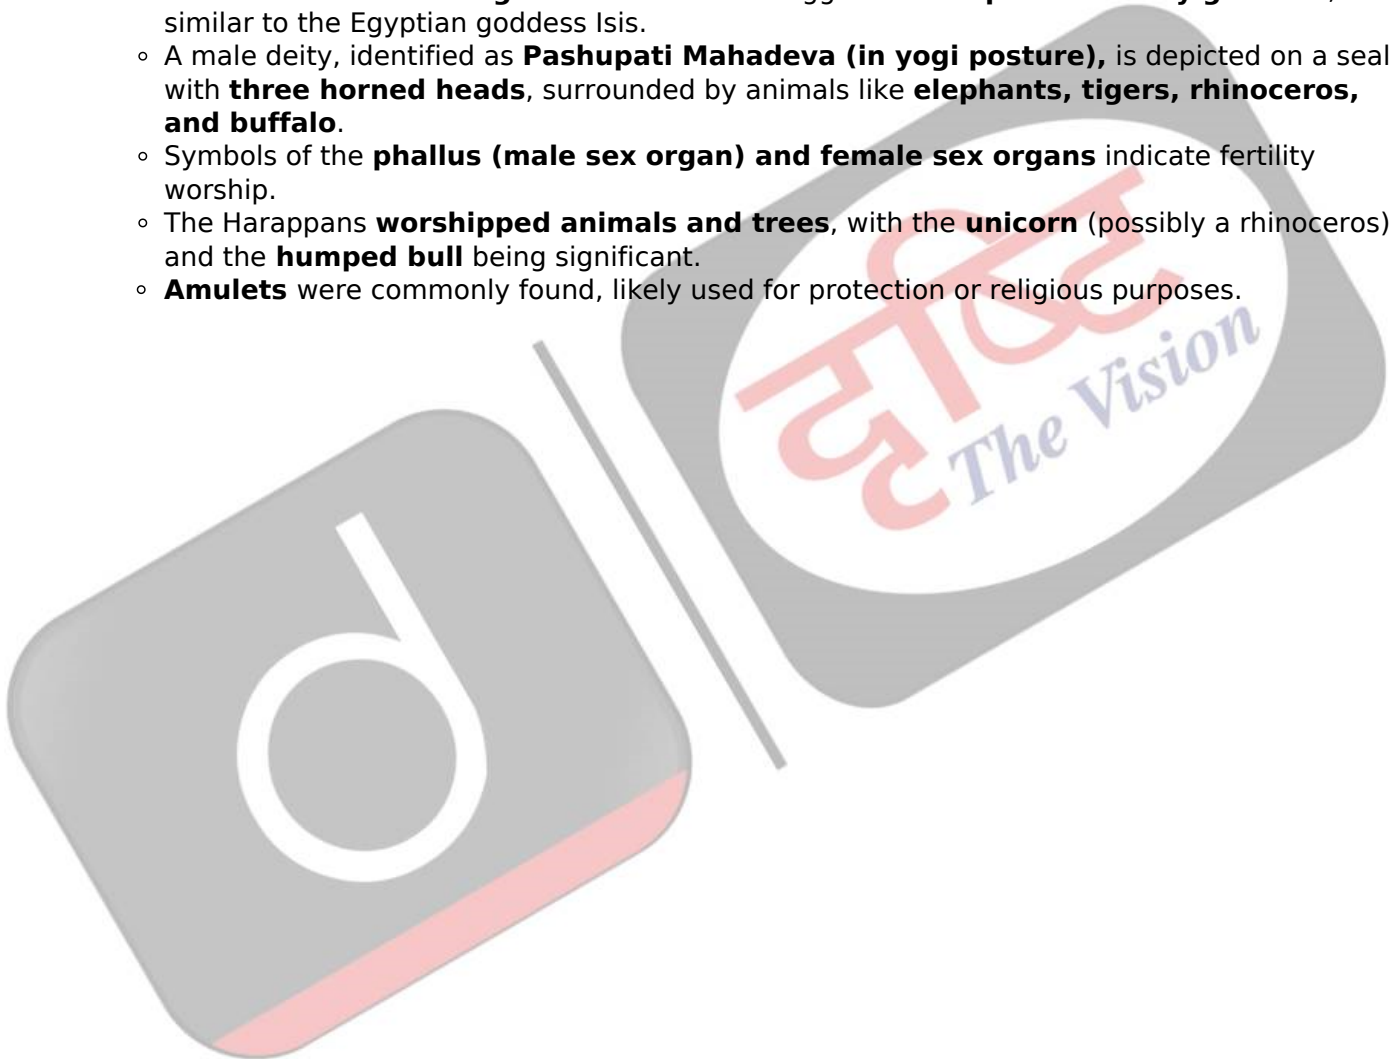 similar to the Egyptian goddess Isis.
◦ A male deity, identified as Pashupati Mahadeva (in yogi posture), is depicted on a seal
with three horned heads, surrounded by animals like elephants, tigers, rhinoceros,
and buffalo.
◦ Symbols of the phallus (male sex organ) and female sex organs indicate fertility
worship.
◦ The Harappans worshipped animals and trees, with the unicorn (possibly a rhinoceros)
and the humped bull being significant.
◦ Amulets were commonly found, likely used for protection or religious purposes.
दृष्टि
The Vision
d